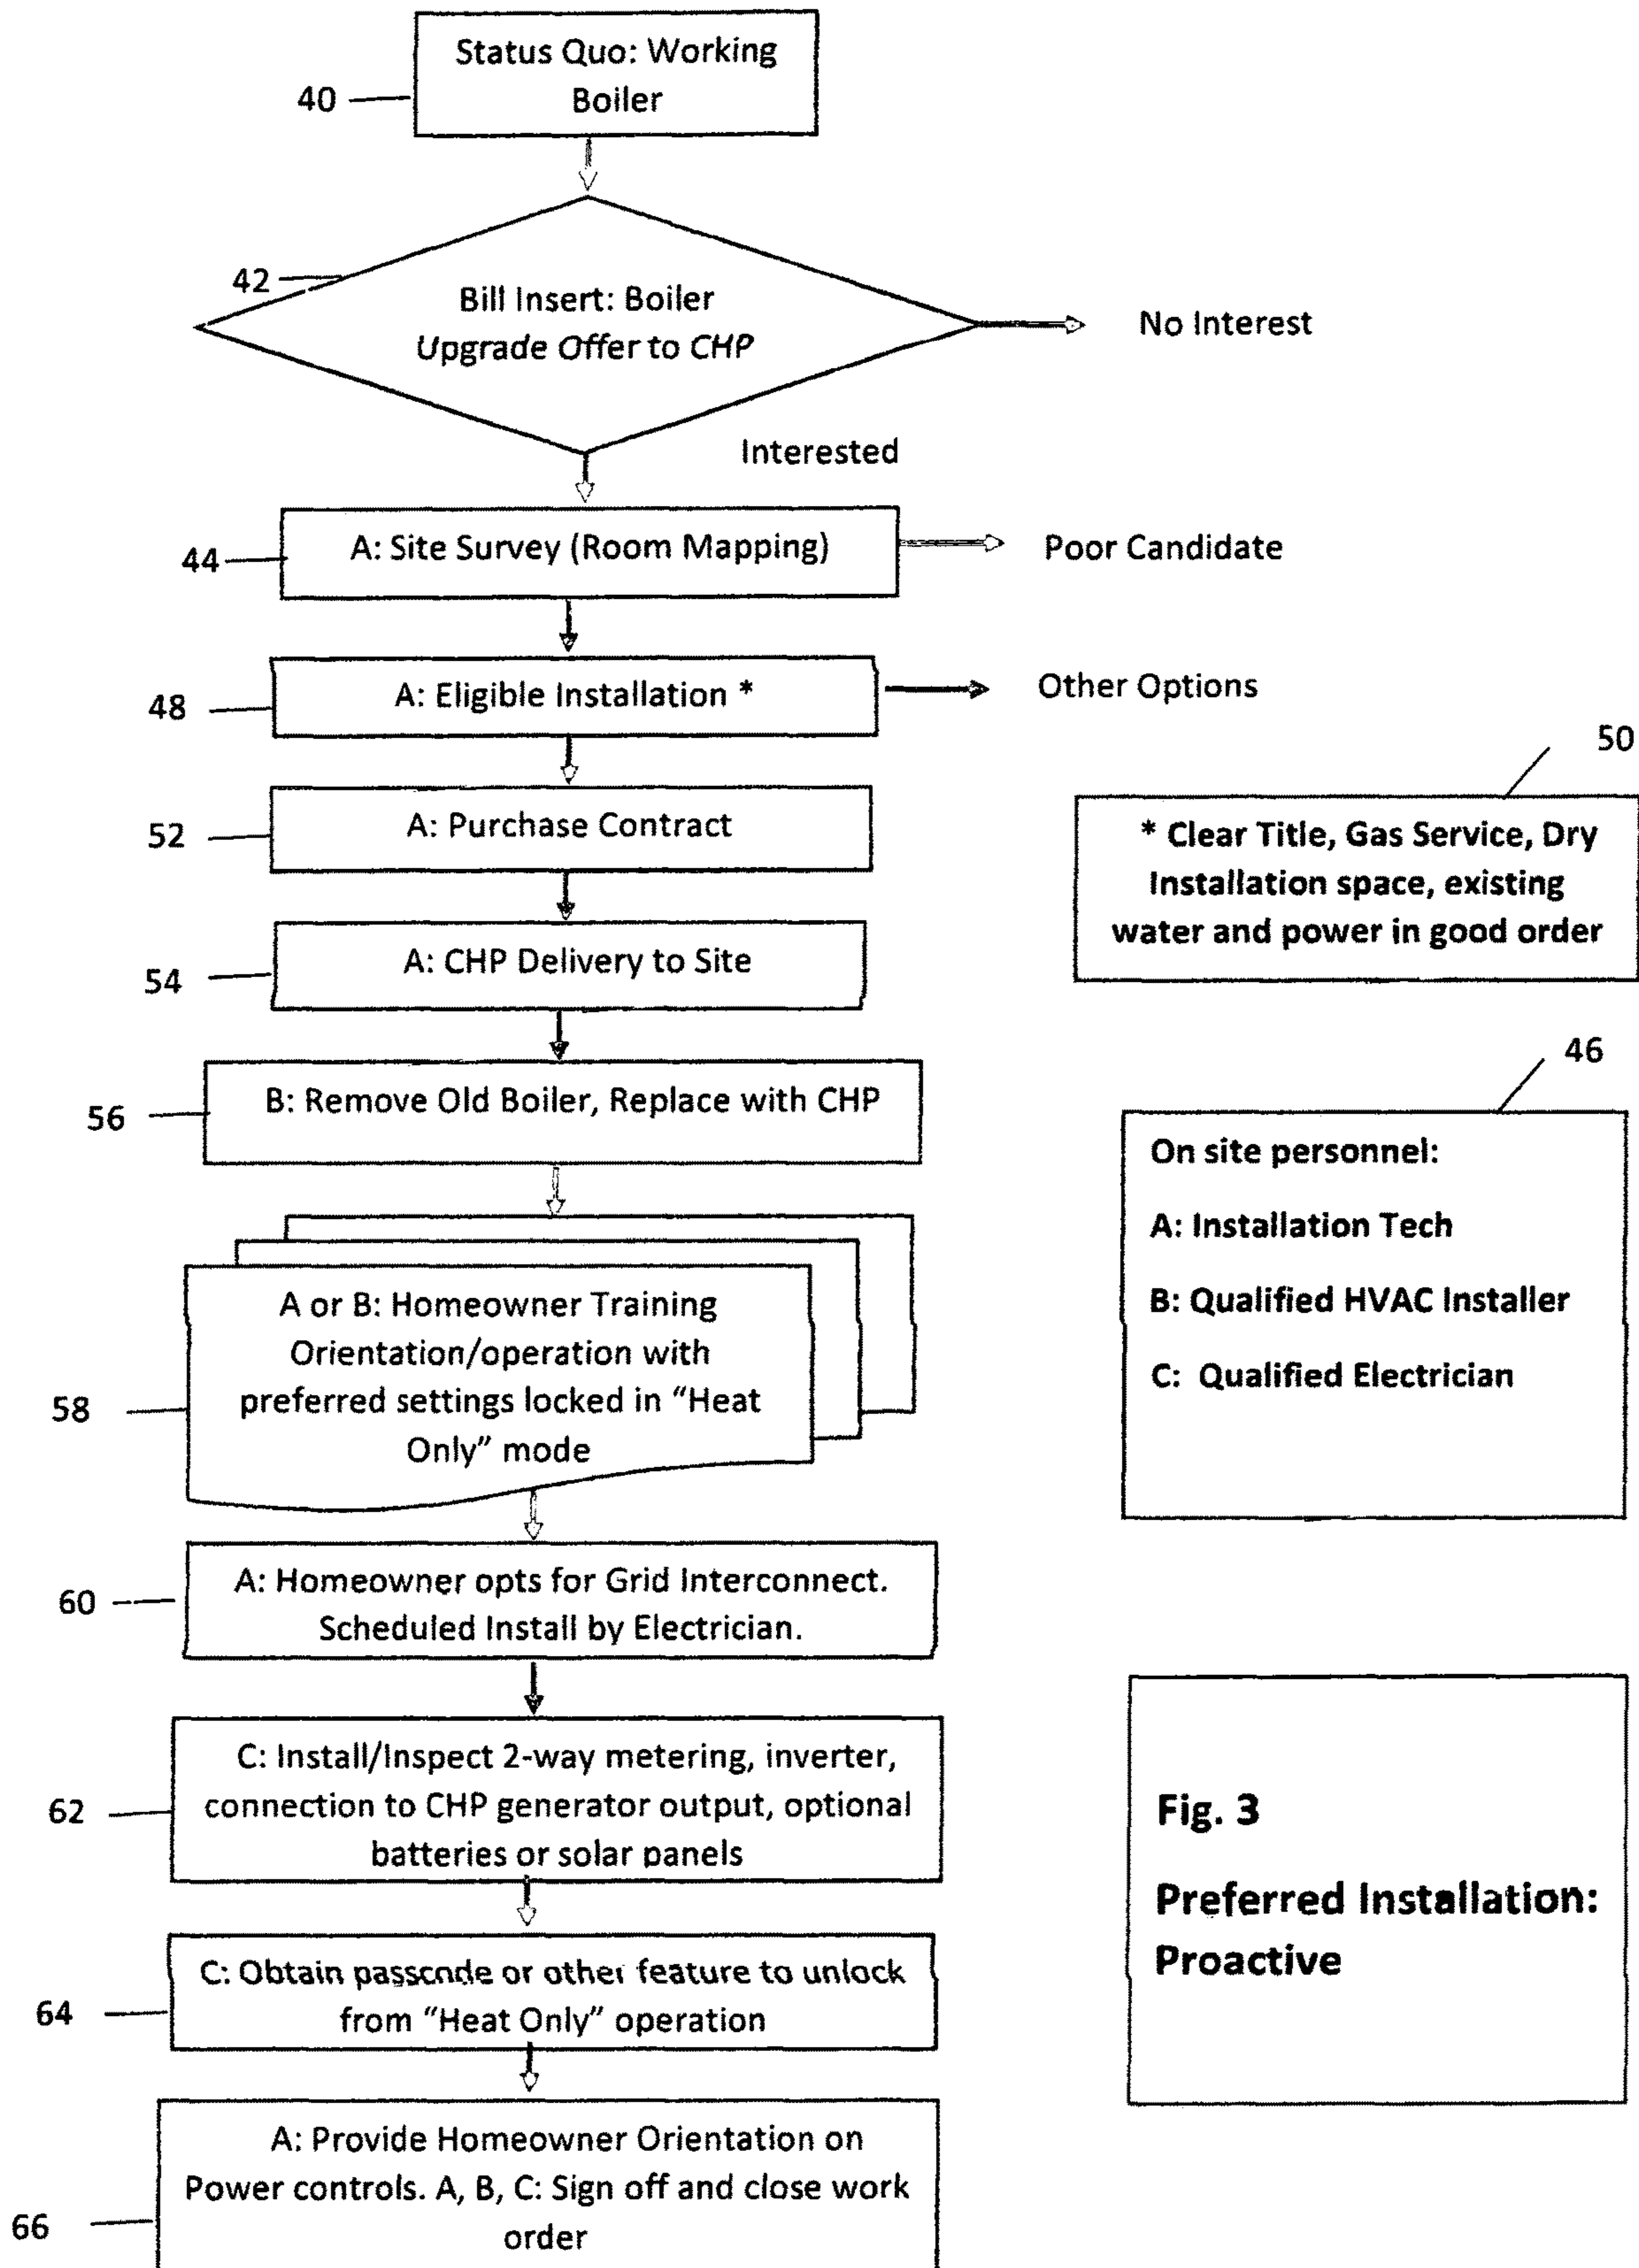 Status Quo: Working
Boiler
40
42
Bill Insert: Boiler
Upgrade Offer to CHP
No Interest
Interested
44
A: Site Survey (Room Mapping)
Poor Candidate
48
A: Eligible Installation *
Other Options
50
52
A: Purchase Contract
* Clear Title, Gas Service, Dry
Installation space, existing
water and power in good order
54
A: CHP Delivery to Site
46
56
B: Remove Old Boiler, Replace with CHP
On site personnel:
A: Installation Tech
B: Qualified HVAC Installer
C: Qualified Electrician
58
A or B: Homeowner Training
Orientation/operation with
preferred settings locked in “Heat
Only” mode
60
A: Homeowner opts for Grid Interconnect.
Scheduled Install by Electrician.
62
C: Install/Inspect 2-way metering, inverter,
connection to CHP generator output, optional
batteries or solar panels
Fig. 3
Preferred Installation:
Proactive
64
C: Obtain passcode or other feature to unlock
from “Heat Only” operation
66
A: Provide Homeowner Orientation on
Power controls. A, B, C: Sign off and close work
order